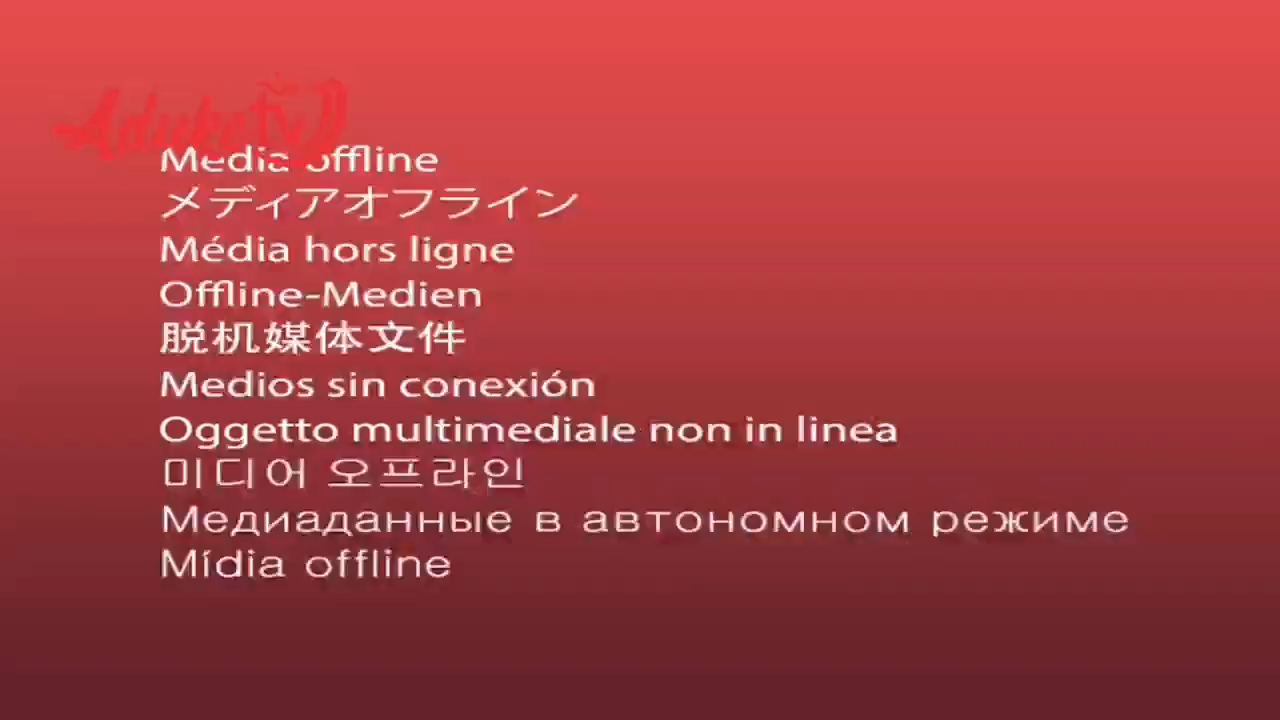 Aduke tv
Media offline
メディアオフライン
Média hors ligne
Offline-Medien
脱机媒体文件
Medios sin conexión
Oggetto multimediale non in linea
미디어 오프라인
Медиаданные в автономном режиме
Mídia offline